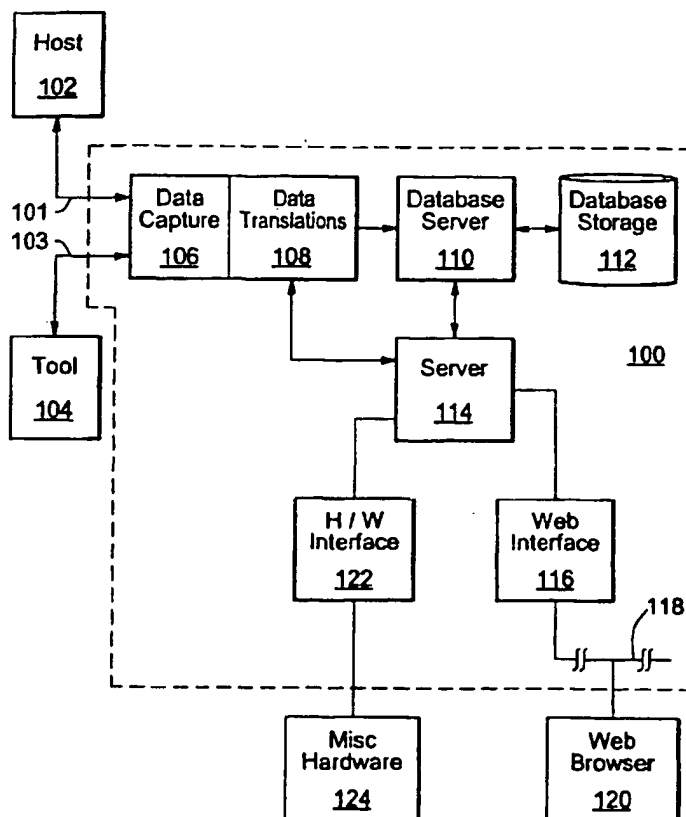 Host
102
101
103
Data
Capture
106
Data
Translations
108
Database
Server
110
Database
Storage
112
Tool
104
Server
114
100
H / W
Interface
122
Web
Interface
116
118
Misc
Hardware
124
Web
Browser
120